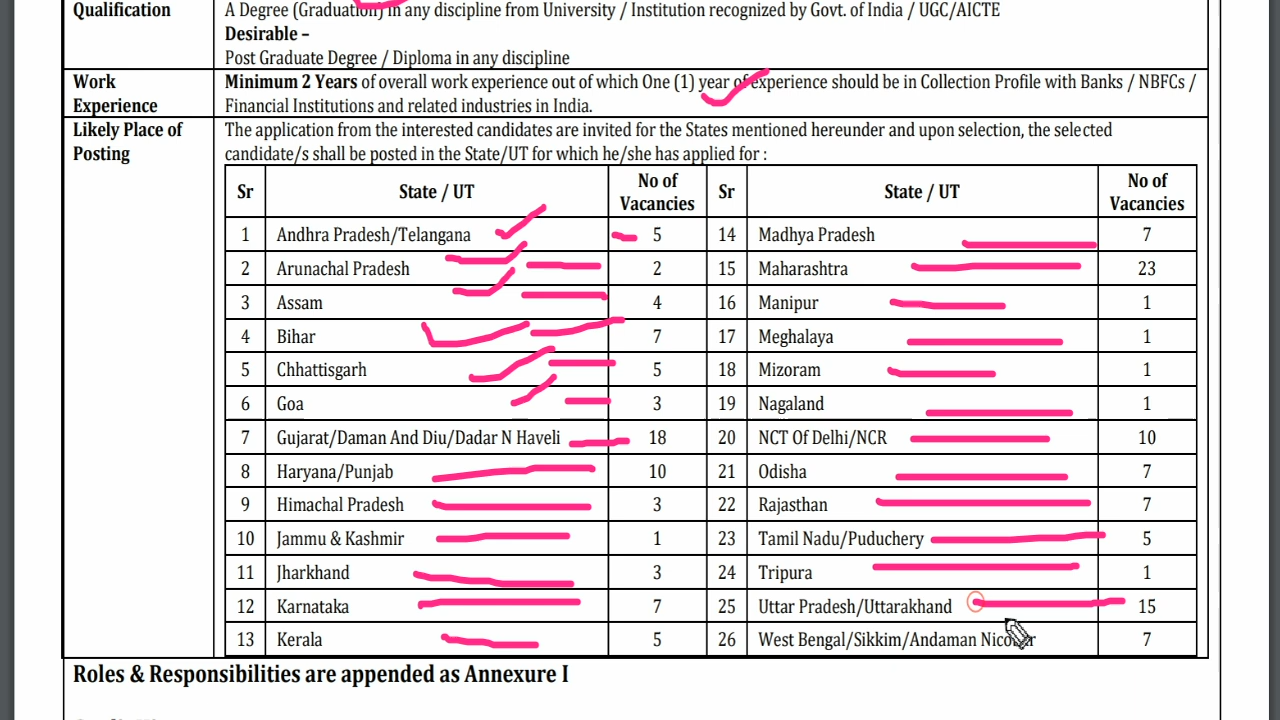 Qualification A Degree (Graduation) in any discipline from University / Institution recognized by Govt. of India / UGC/AICTE
Desirable –
Post Graduate Degree / Diploma in any discipline
Work Experience Minimum 2 Years of overall work experience out of which One (1) year of experience should be in Collection Profile with Banks / NBFCs / Financial Institutions and related industries in India.
Likely Place of Posting The application from the interested candidates are invited for the States mentioned hereunder and upon selection, the selected candidate/s shall be posted in the State/UT for which he/she has applied for :
Sr State / UT No of Vacancies Sr State / UT No of Vacancies
1 Andhra Pradesh/Telangana 5 14 Madhya Pradesh 7
2 Arunachal Pradesh 2 15 Maharashtra 23
3 Assam 4 16 Manipur 1
4 Bihar 7 17 Meghalaya 1
5 Chhattisgarh 5 18 Mizoram 1
6 Goa 3 19 Nagaland 1
7 Gujarat/Daman And Diu/Dadar N Haveli 18 20 NCT Of Delhi/NCR 10
8 Haryana/Punjab 10 21 Odisha 7
9 Himachal Pradesh 3 22 Rajasthan 7
10 Jammu & Kashmir 1 23 Tamil Nadu/Puduchery 5
11 Jharkhand 3 24 Tripura 1
12 Karnataka 7 25 Uttar Pradesh/Uttarakhand 15
13 Kerala 5 26 West Bengal/Sikkim/Andaman 7
Roles & Responsibilities are appended as Annexure I